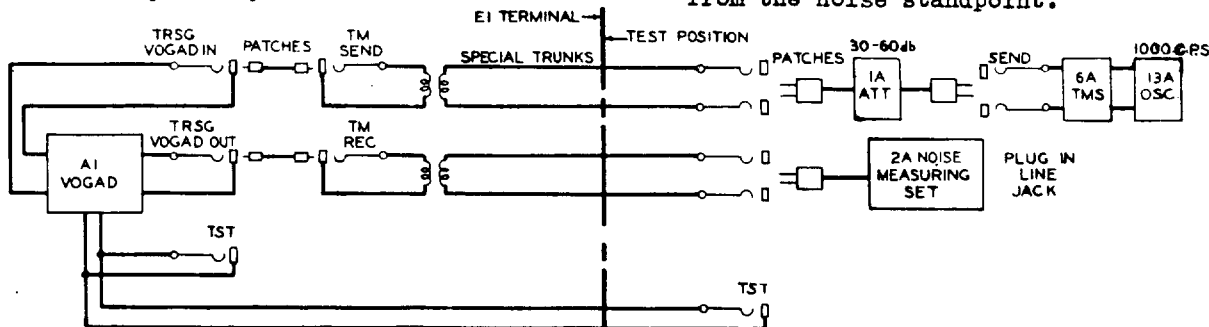 from the noise standpoint.
E1 TERMINAL
TEST POSITION
TRSG
VOGAD IN
PATCHES
TM
SEND
SPECIAL TRUNKS
PATCHES
30-60db
1A
ATT
SEND
6A
TMS
1000 CPS
13A
OSC.
TRSG
VOGAD OUT
TM
REC
A1
VOGAD
2A NOISE
MEASURING
SET
PLUG IN
LINE
JACK
TST
TST